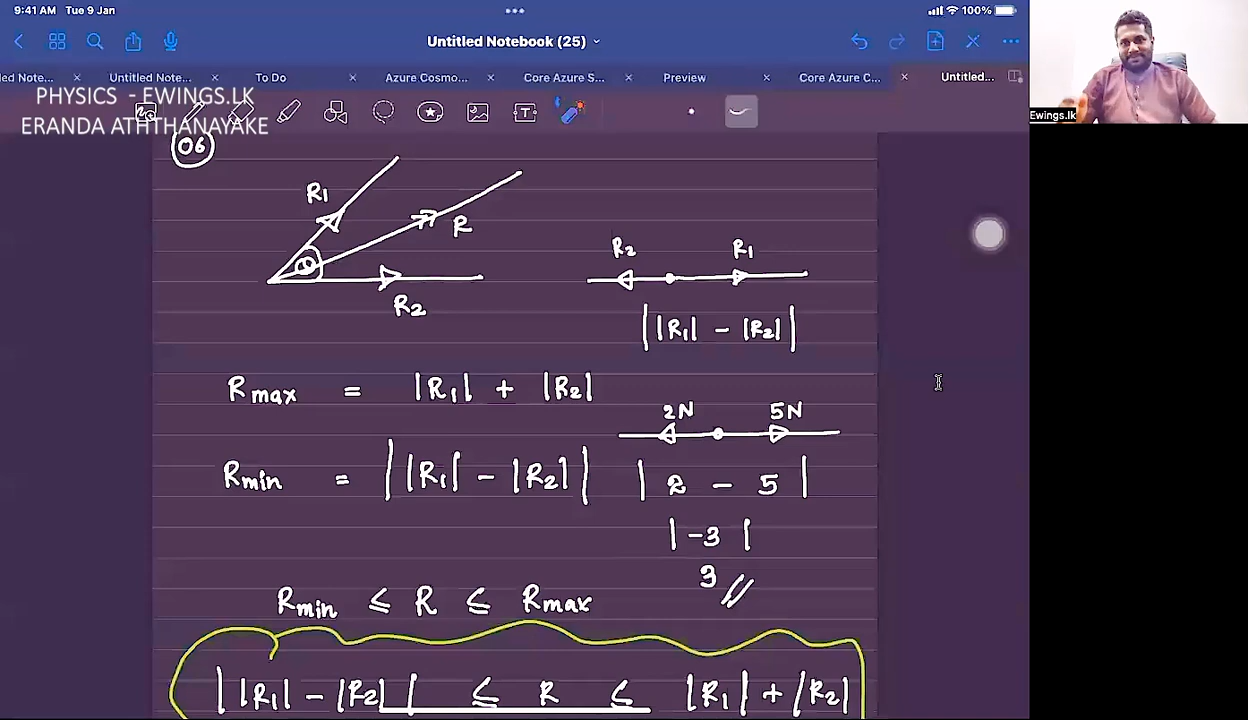 9:41 AM Tue 9 Jan
100%
Untitled Notebook (25)
led Note...
Untitled Note...
To Do
Azure Cosmo...
Core Azure S...
Preview
Core Azure C...
Untitled...
PHYSICS - EWINGS.LK
ERANDA ATHTHANAYAKE
Ewings.lk
06
R1
R
θ
R2
R2 R1
||R1| - |R2||
Rmax = |R1| + |R2|
2N 5N
Rmin = ||R1| - |R2||
|2 - 5|
|-3|
3 //
Rmin ≤ R ≤ Rmax
||R1| - |R2|| ≤ R ≤ |R1| + |R2|